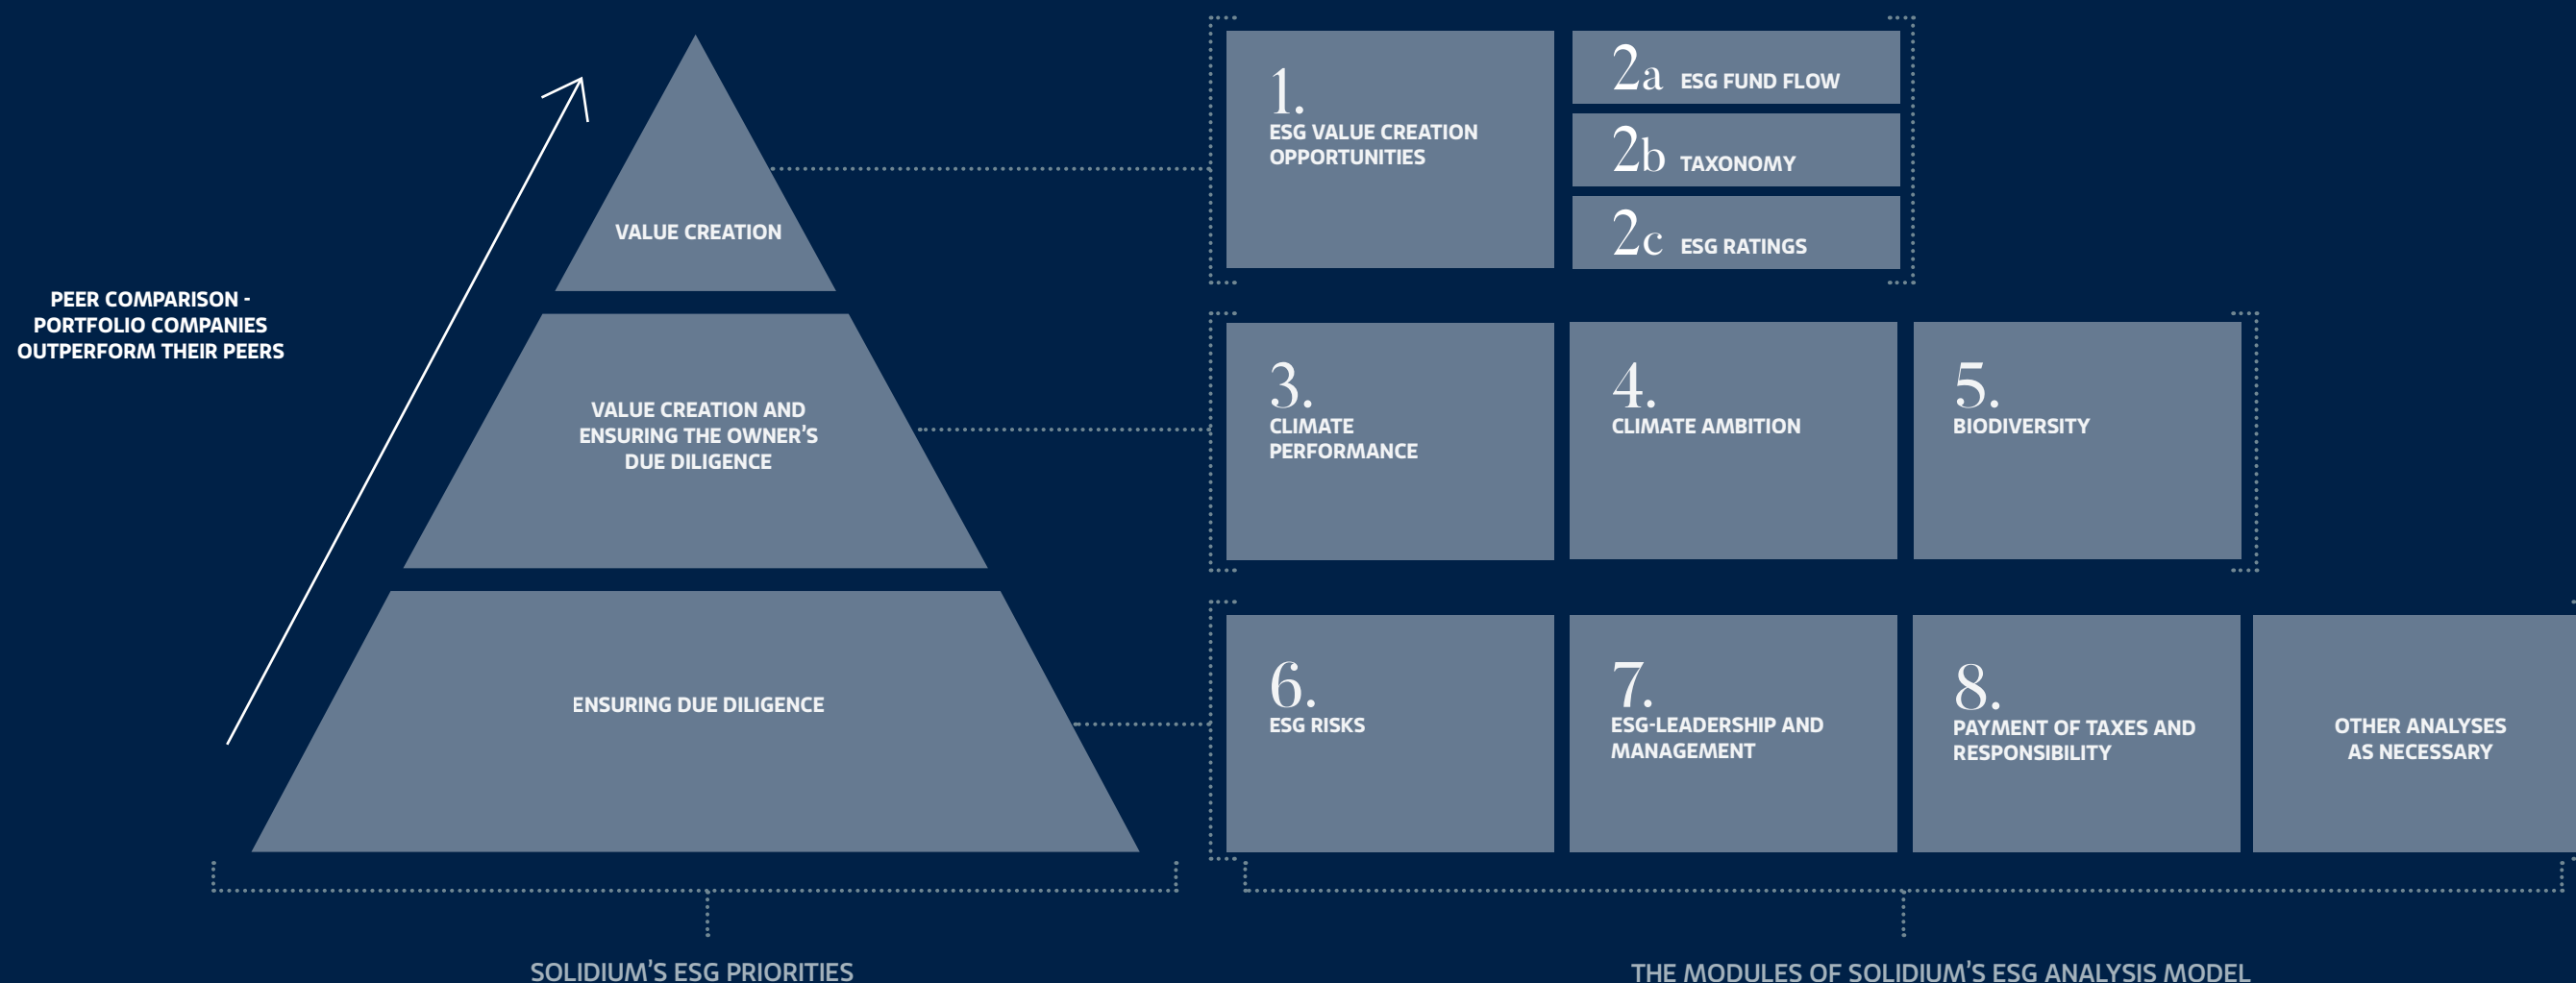 PEER COMPARISON -
PORTFOLIO COMPANIES
OUTPERFORM THEIR PEERS
VALUE CREATION
VALUE CREATION AND
ENSURING THE OWNER'S
DUE DILIGENCE
ENSURING DUE DILIGENCE
SOLIDIUM'S ESG PRIORITIES
1.
ESG VALUE CREATION
OPPORTUNITIES
2a ESG FUND FLOW
2b TAXONOMY
2c ESG RATINGS
3.
CLIMATE
PERFORMANCE
4.
CLIMATE AMBITION
5.
BIODIVERSITY
6.
ESG RISKS
7.
ESG-LEADERSHIP AND
MANAGEMENT
8.
PAYMENT OF TAXES AND
RESPONSIBILITY
OTHER ANALYSES
AS NECESSARY
THE MODULES OF SOLIDIUM'S ESG ANALYSIS MODEL